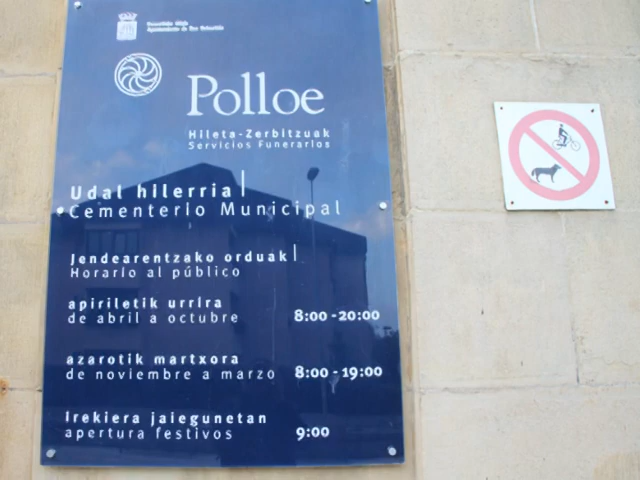 Donostiako Udala
Ayuntamiento de San Sebastián
Polloe
Hileta-Zerbitzuak
Servicios Funerarios
Udal hilerria
Cementerio Municipal
Jendearentzako orduak
Horario al público
apiriletik urrira
de abril a octubre 8:00-20:00
azarotik martxora
de noviembre a marzo 8:00-19:00
Irekiera jaiegunetan
apertura festivos 9:00